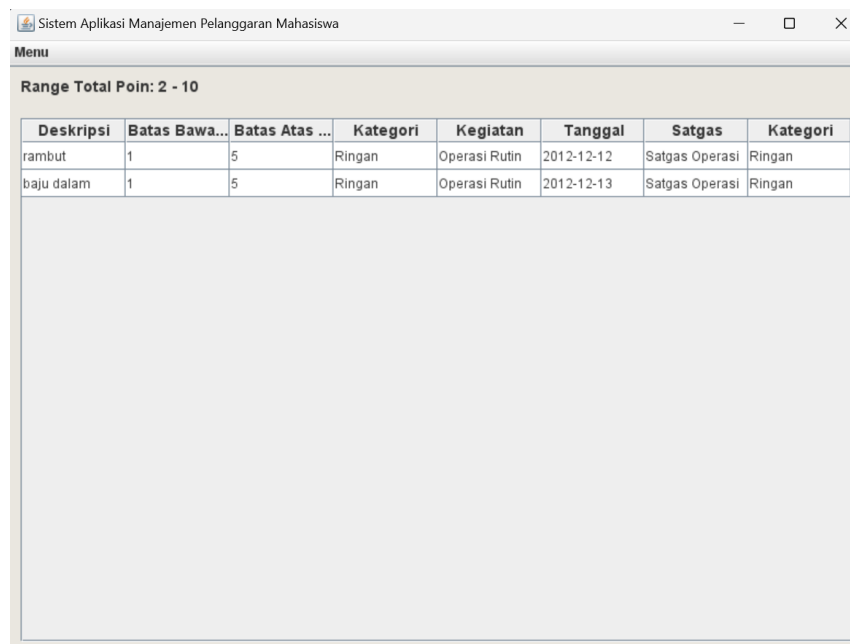 Sistem Aplikasi Manajemen Pelanggaran Mahasiswa
Menu
Range Total Poin: 2 - 10
Deskripsi Batas Bawa... Batas Atas ... Kategori Kegiatan Tanggal Satgas Kategori
rambut 1 5 Ringan Operasi Rutin 2012-12-12 Satgas Operasi Ringan
baju dalam 1 5 Ringan Operasi Rutin 2012-12-13 Satgas Operasi Ringan